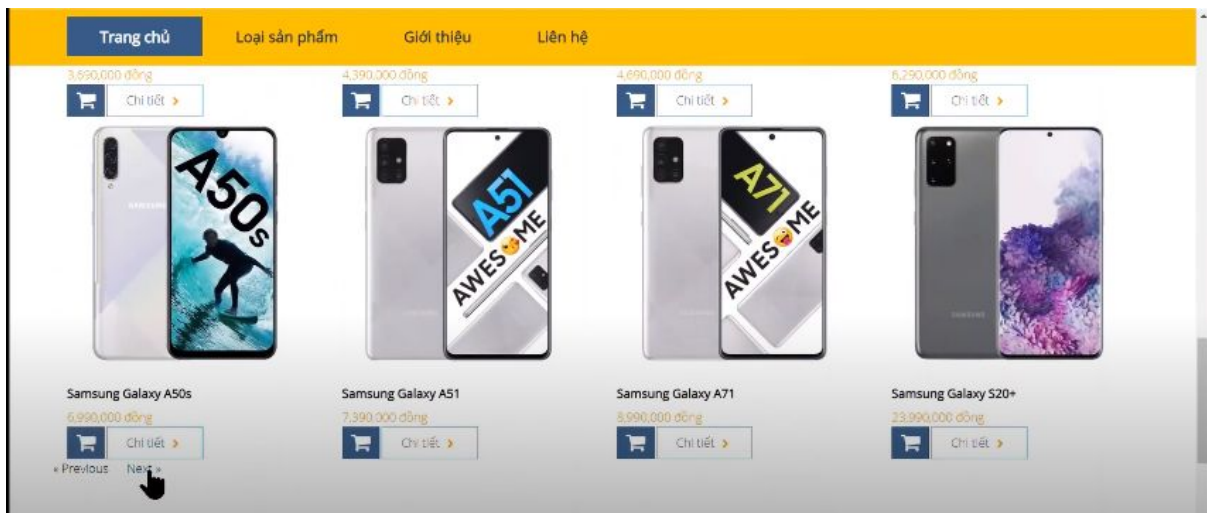 Trang chủ Loại sản phẩm Giới thiệu Liên hệ
3,690,000 đồng 4,390,000 đồng 4,690,000 đồng 6,290,000 đồng
Chi tiết > Chi tiết > Chi tiết > Chi tiết >
A50s A51 A71
AWESOME AWESOME
SAMSUNG SAMSUNG
Samsung Galaxy A50s Samsung Galaxy A51 Samsung Galaxy A71 Samsung Galaxy S20+
6,990,000 đồng 7,390,000 đồng 8,990,000 đồng 23,990,000 đồng
Chi tiết > Chi tiết > Chi tiết > Chi tiết >
« Previous Next »